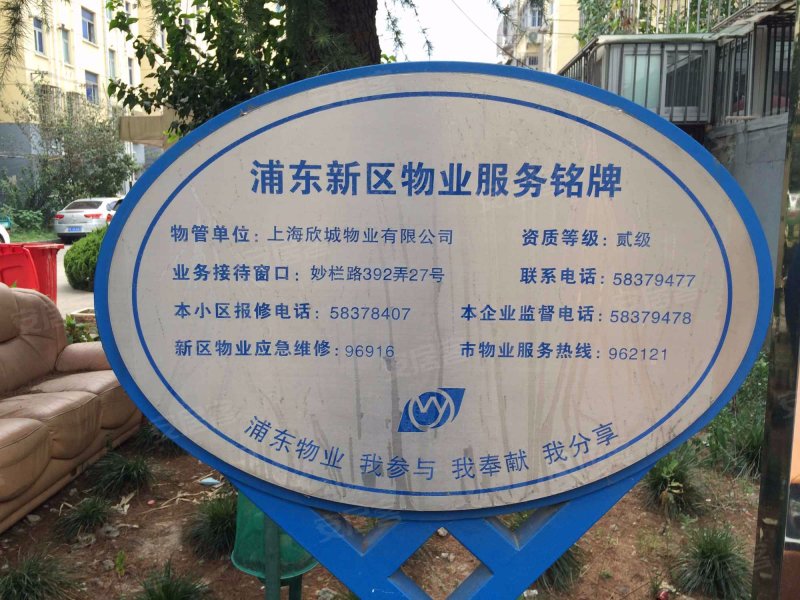 浦东新区物业服务铭牌
物管单位：上海欣城物业有限公司 资质等级：贰级
业务接待窗口：妙栏路392弄27号 联系电话：58379477
本小区报修电话：58378407 本企业监督电话：58379478
新区物业应急维修：96916 市物业服务热线：962121
浦东物业 我参与 我奉献 我分享